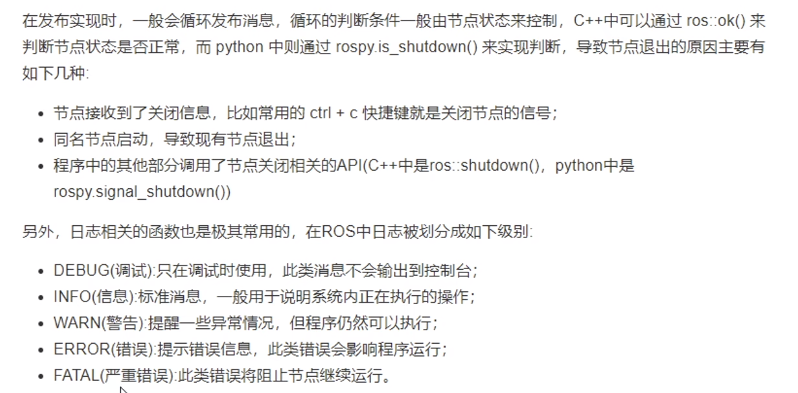 在发布实现时，一般会循环发布消息，循环的判断条件一般由节点状态来控制，C++中可以通过 ros::ok() 来
判断节点状态是否正常，而 python 中则通过 rospy.is_shutdown() 来实现判断，导致节点退出的原因主要有
如下几种:
• 节点接收到了关闭信息，比如常用的 ctrl + c 快捷键就是关闭节点的信号；
• 同名节点启动，导致现有节点退出；
• 程序中的其他部分调用了节点关闭相关的API(C++中是ros::shutdown()，python中是
rospy.signal_shutdown())
另外，日志相关的函数也是极其常用的，在ROS中日志被划分成如下级别:
• DEBUG(调试):只在调试时使用，此类消息不会输出到控制台；
• INFO(信息):标准消息，一般用于说明系统内正在执行的操作；
• WARN(警告):提醒一些异常情况，但程序仍然可以执行；
• ERROR(错误):提示错误信息，此类错误会影响程序运行；
• FATAL(严重错误):此类错误将阻止节点继续运行。